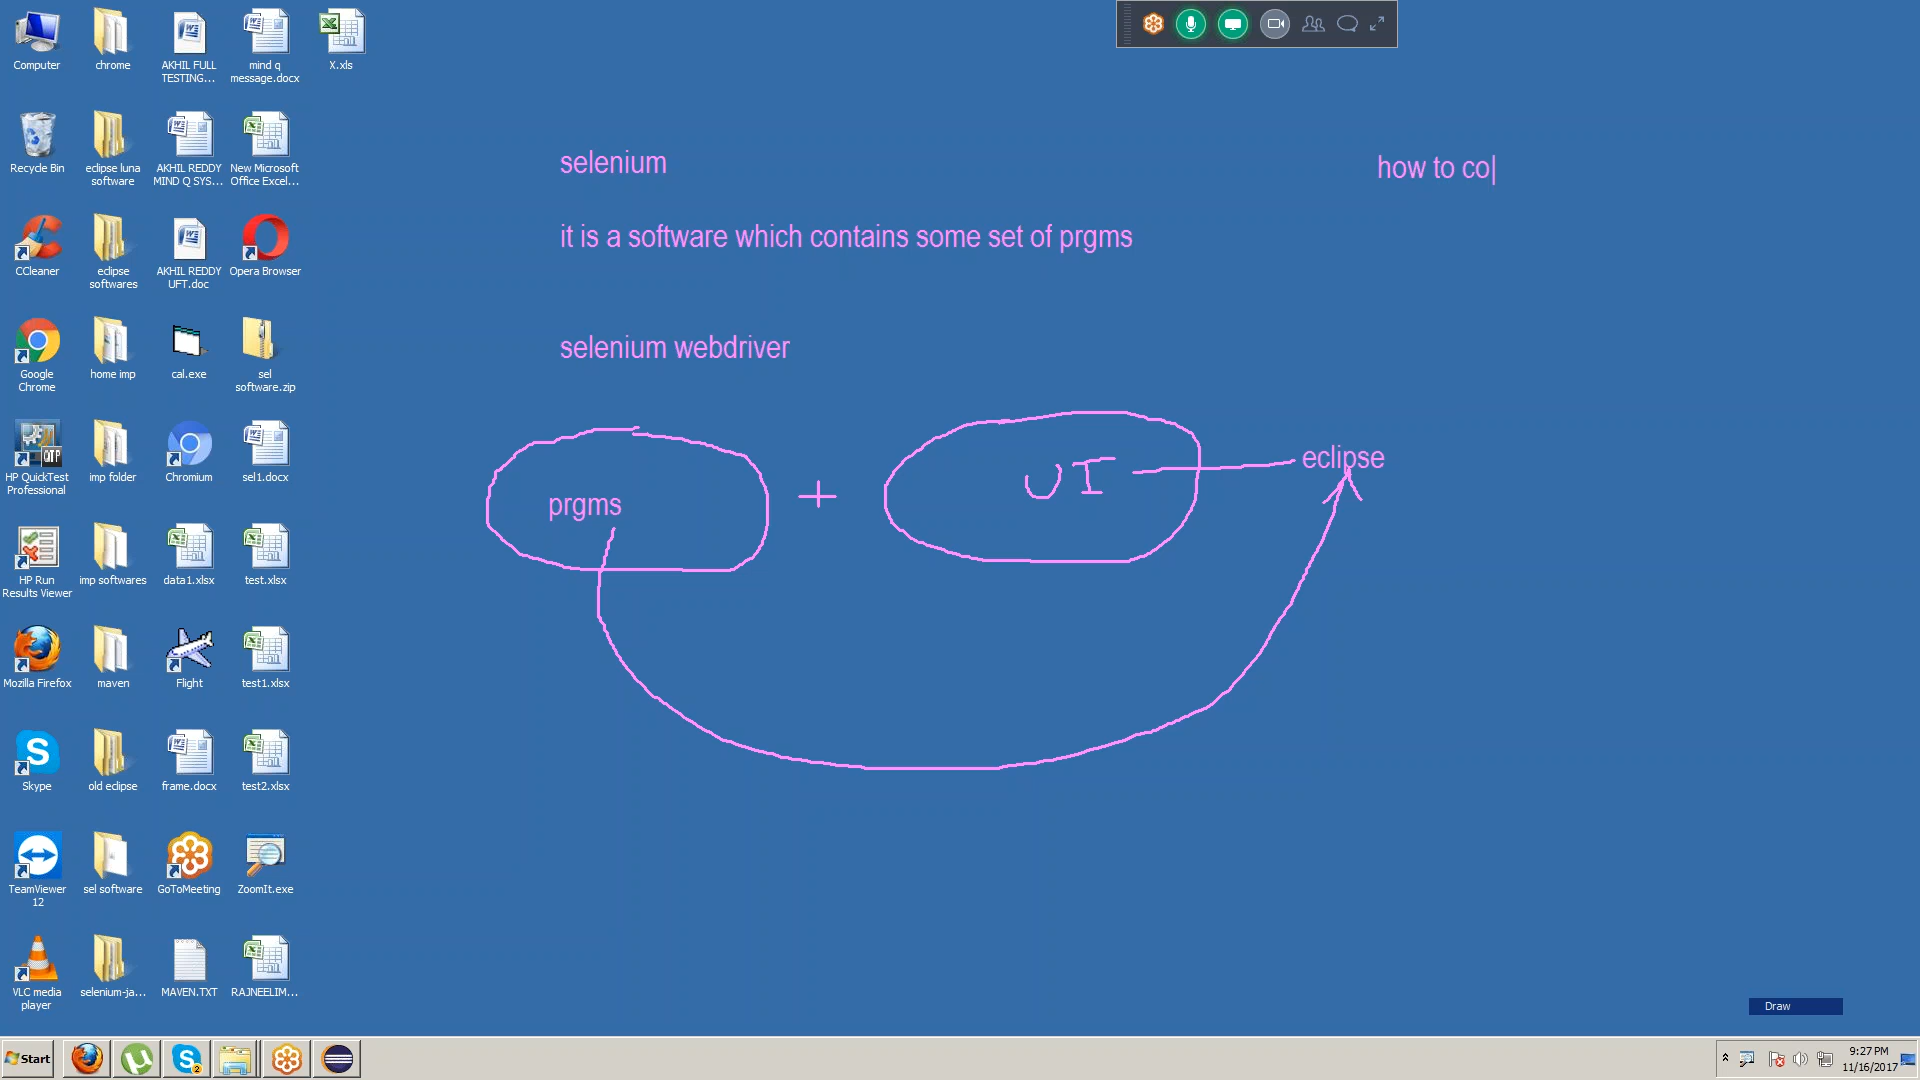 Computer
chrome
AKHIL FULL
TESTING...
mind q
message.docx
X.xls
Recycle Bin
eclipse luna
software
AKHIL REDDY
MIND Q SYS...
New Microsoft
Office Excel...
CCleaner
eclipse
softwares
AKHIL REDDY
UFT.doc
Opera Browser
Google
Chrome
home imp
cal.exe
sel
software.zip
QTP
HP QuickTest
Professional
imp folder
Chromium
sel1.docx
HP Run
Results Viewer
imp softwares
data1.xlsx
test.xlsx
Mozilla Firefox
maven
Flight
test1.xlsx
Skype
old eclipse
frame.docx
test2.xlsx
TeamViewer
12
sel software
GoToMeeting
ZoomIt.exe
VLC media
player
selenium-ja...
MAVEN.TXT
RAJNEELIM...
selenium
how to co
it is a software which contains some set of prgms
selenium webdriver
prgms
+
UI
eclipse
Draw
Start
2
9:27 PM
11/16/2017